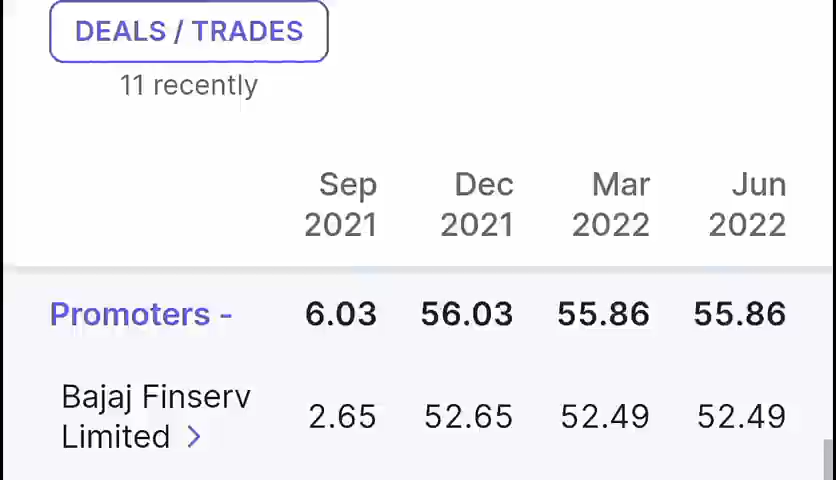 DEALS / TRADES
11 recently
Sep Dec Mar Jun
2021 2021 2022 2022
Promoters - 6.03 56.03 55.86 55.86
Bajaj Finserv
Limited > 2.65 52.65 52.49 52.49